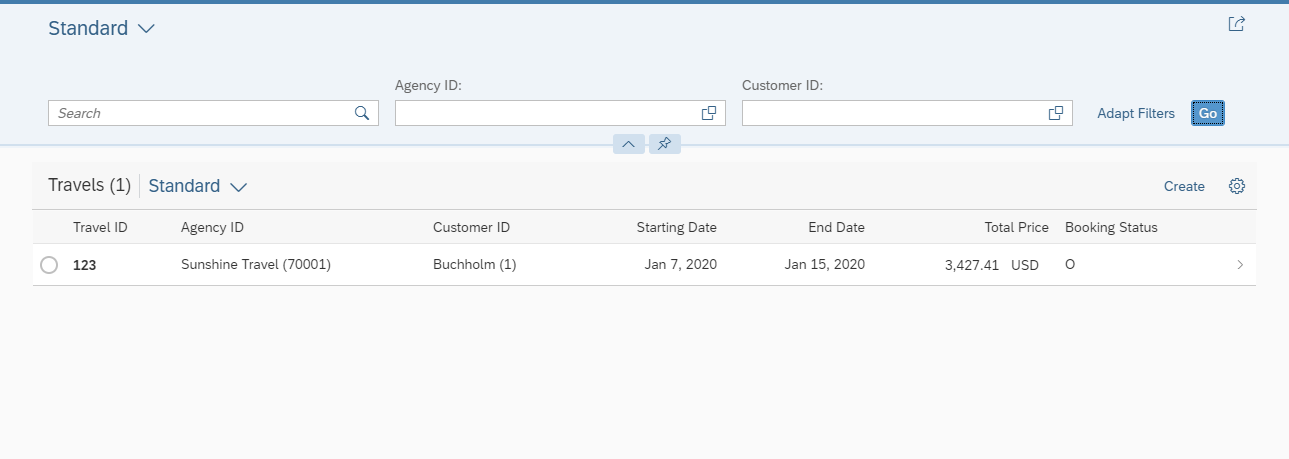 Standard
Agency ID: Customer ID:
Search Adapt Filters Go
Travels (1) Standard Create
Travel ID Agency ID Customer ID Starting Date End Date Total Price Booking Status
123 Sunshine Travel (70001) Buchholm (1) Jan 7, 2020 Jan 15, 2020 3,427.41 USD O